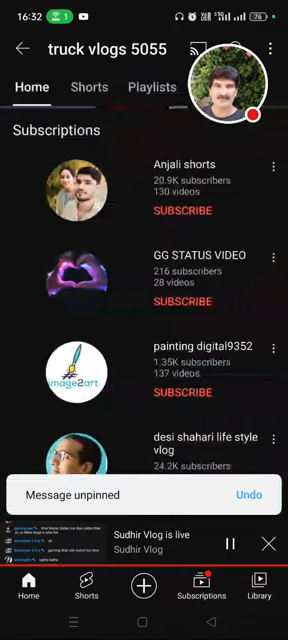 16:32
1
76
truck vlogs 5055
Home
Shorts
Playlists
Subscriptions
Anjali shorts
20.9K subscribers
130 videos
SUBSCRIBE
GG STATUS VIDEO
216 subscribers
28 videos
SUBSCRIBE
image2art
painting digital9352
1.35K subscribers
137 videos
SUBSCRIBE
desi shahari life style
vlog
24.2K subscribers
Message unpinned
Undo
Sudhir Vlog is live
Sudhir Vlog
Home
Shorts
Subscriptions
Library